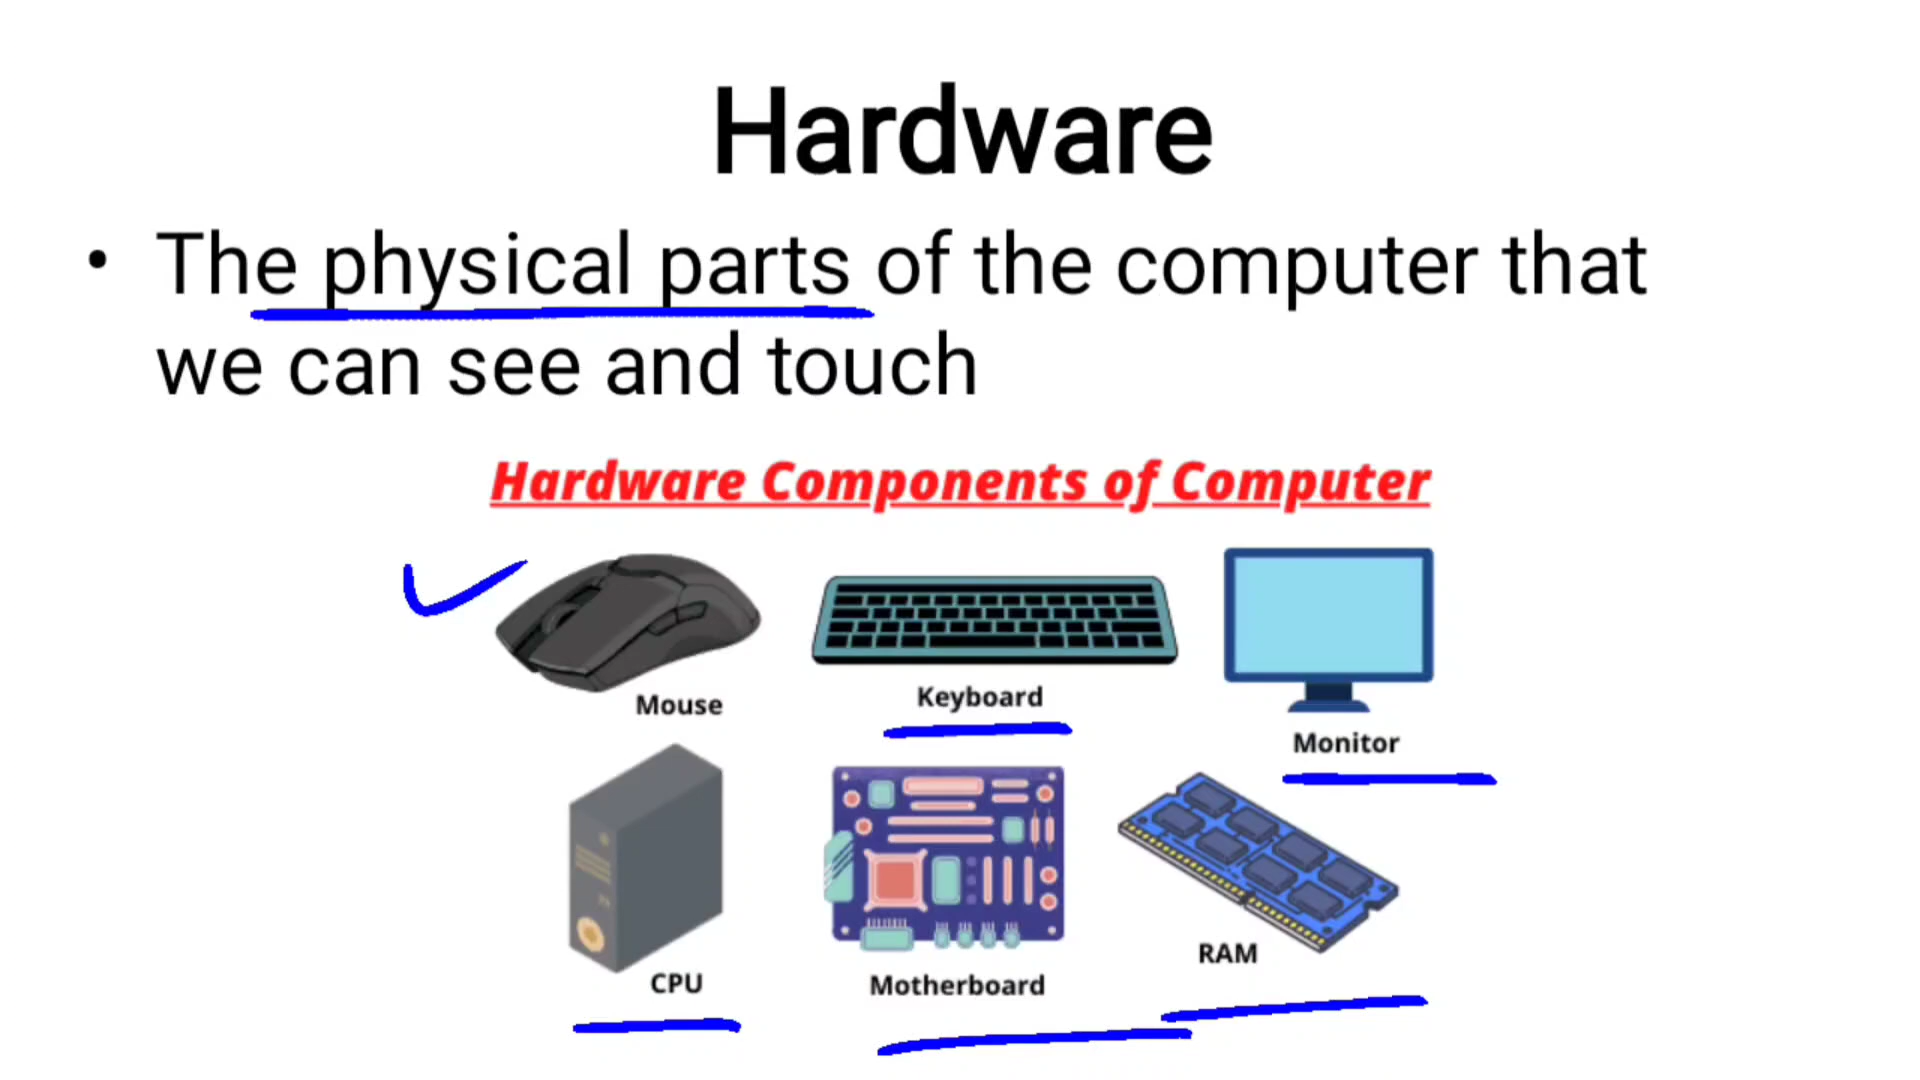 Hardware
• The physical parts of the computer that
we can see and touch
Hardware Components of Computer
Mouse
Keyboard
Monitor
CPU
Motherboard
RAM